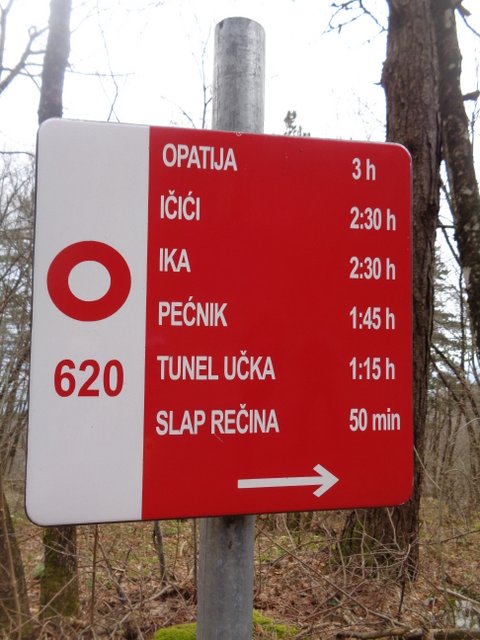 OPATIJA 3 h
IČIĆI 2:30 h
IKA 2:30 h
PEĆNIK 1:45 h
620 TUNEL UČKA 1:15 h
SLAP REČINA 50 min